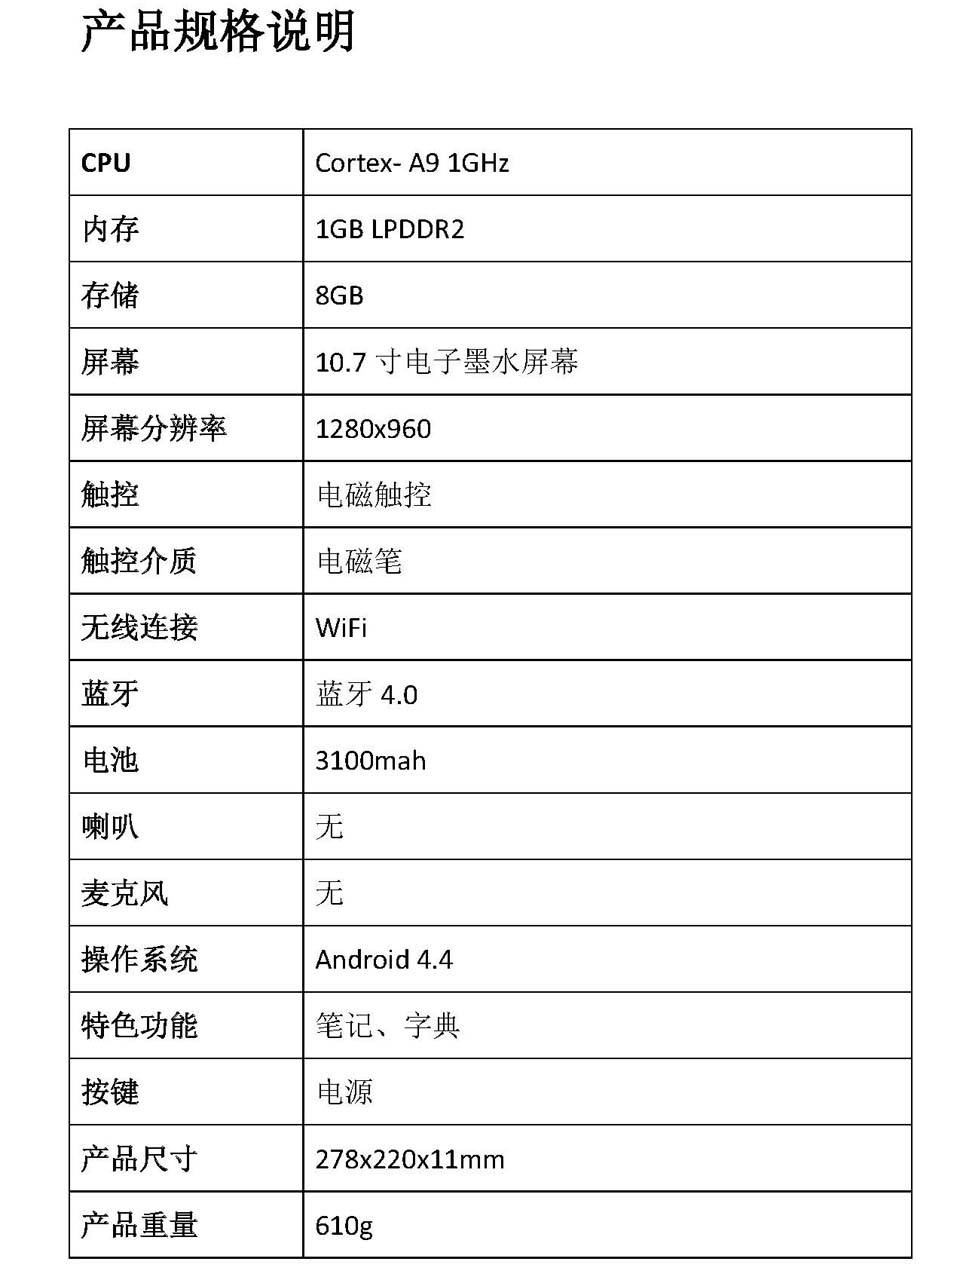 产品规格说明
CPU Cortex- A9 1GHz
内存 1GB LPDDR2
存储 8GB
屏幕 10.7 寸电子墨水屏幕
屏幕分辨率 1280x960
触控 电磁触控
触控介质 电磁笔
无线连接 WiFi
蓝牙 蓝牙 4.0
电池 3100mah
喇叭 无
麦克风 无
操作系统 Android 4.4
特色功能 笔记、字典
按键 电源
产品尺寸 278x220x11mm
产品重量 610g